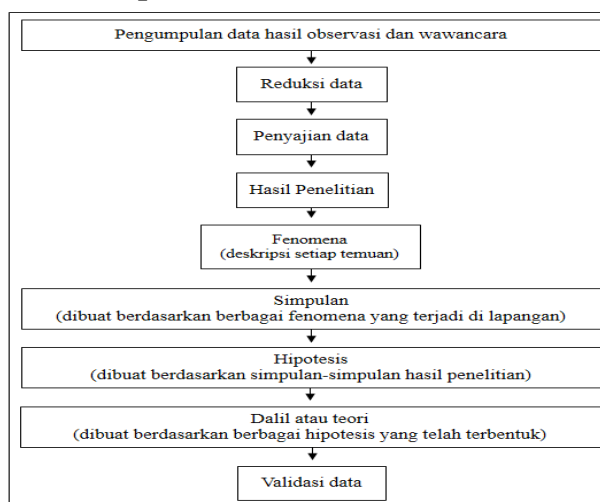 Pengumpulan data hasil observasi dan wawancara
Reduksi data
Penyajian data
Hasil Penelitian
Fenomena
(deskripsi setiap temuan)
Simpulan
(dibuat berdasarkan berbagai fenomena yang terjadi di lapangan)
Hipotesis
(dibuat berdasarkan simpulan-simpulan hasil penelitian)
Dalil atau teori
(dibuat berdasarkan berbagai hipotesis yang telah terbentuk)
Validasi data